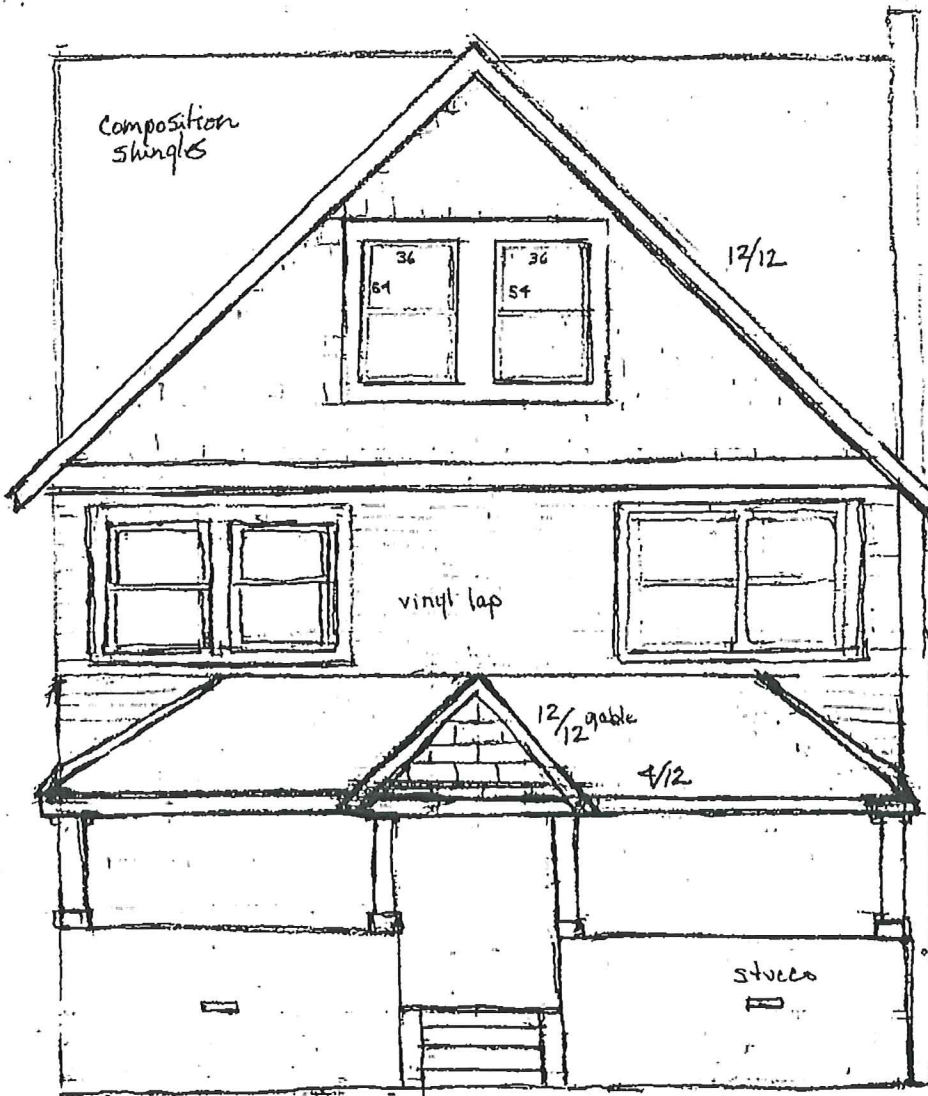 Composition
shingles
12/12
36
36
54
54
vinyl lap
12/12 gable
4/12
stucco